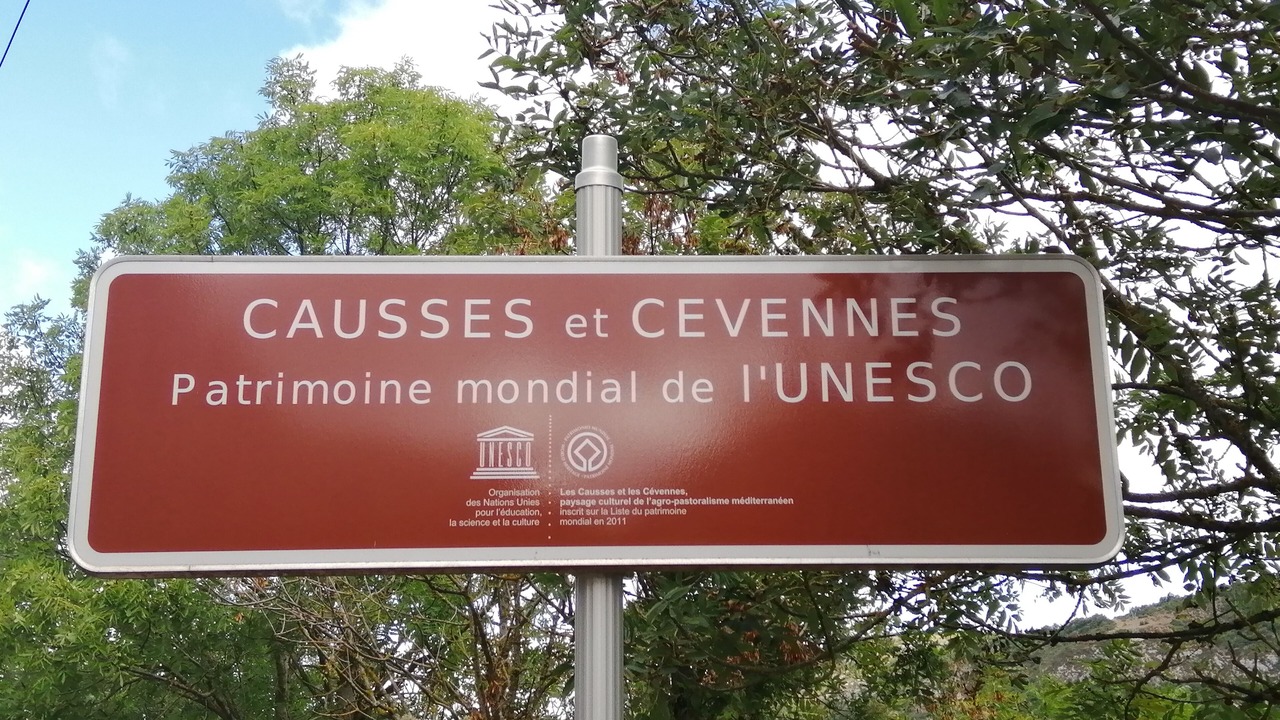 CAUSSES et CEVENNES
Patrimoine mondial de l'UNESCO
UNESCO
Organisation
des Nations Unies
pour l'éducation,
la science et la culture
Les Causses et les Cévennes,
paysage culturel de l'agro-pastoralisme méditerranéen
inscrit sur la Liste du patrimoine
mondial en 2011